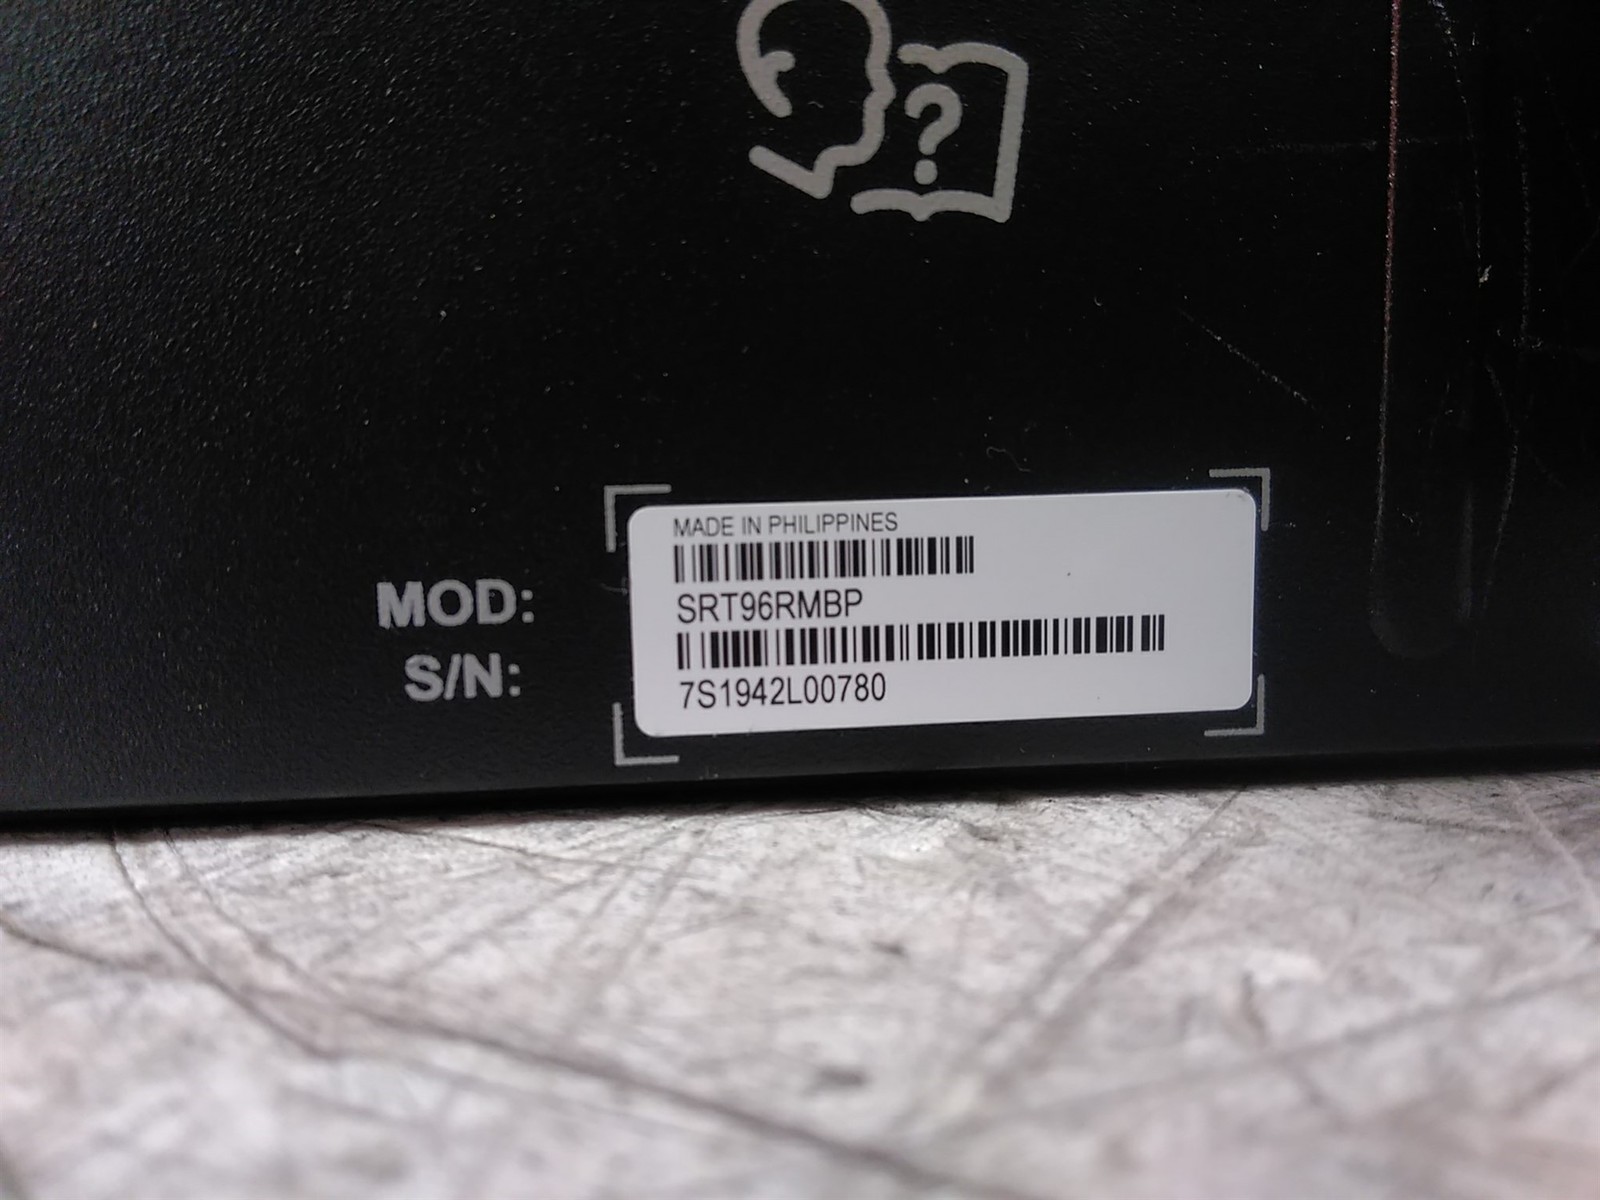 ?
MADE IN PHILIPPINES
MOD: SRT96RMBP
S/N: 7S1942L00780